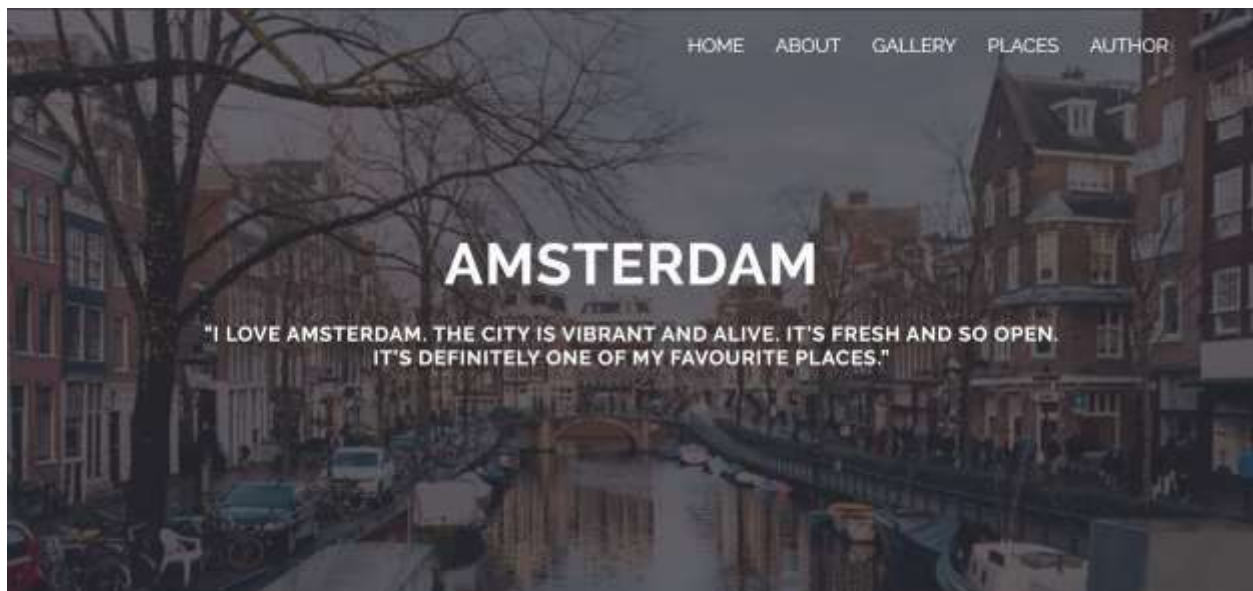 HOME ABOUT GALLERY PLACES AUTHOR
AMSTERDAM
"I LOVE AMSTERDAM. THE CITY IS VIBRANT AND ALIVE. IT'S FRESH AND SO OPEN.
IT'S DEFINITELY ONE OF MY FAVOURITE PLACES."